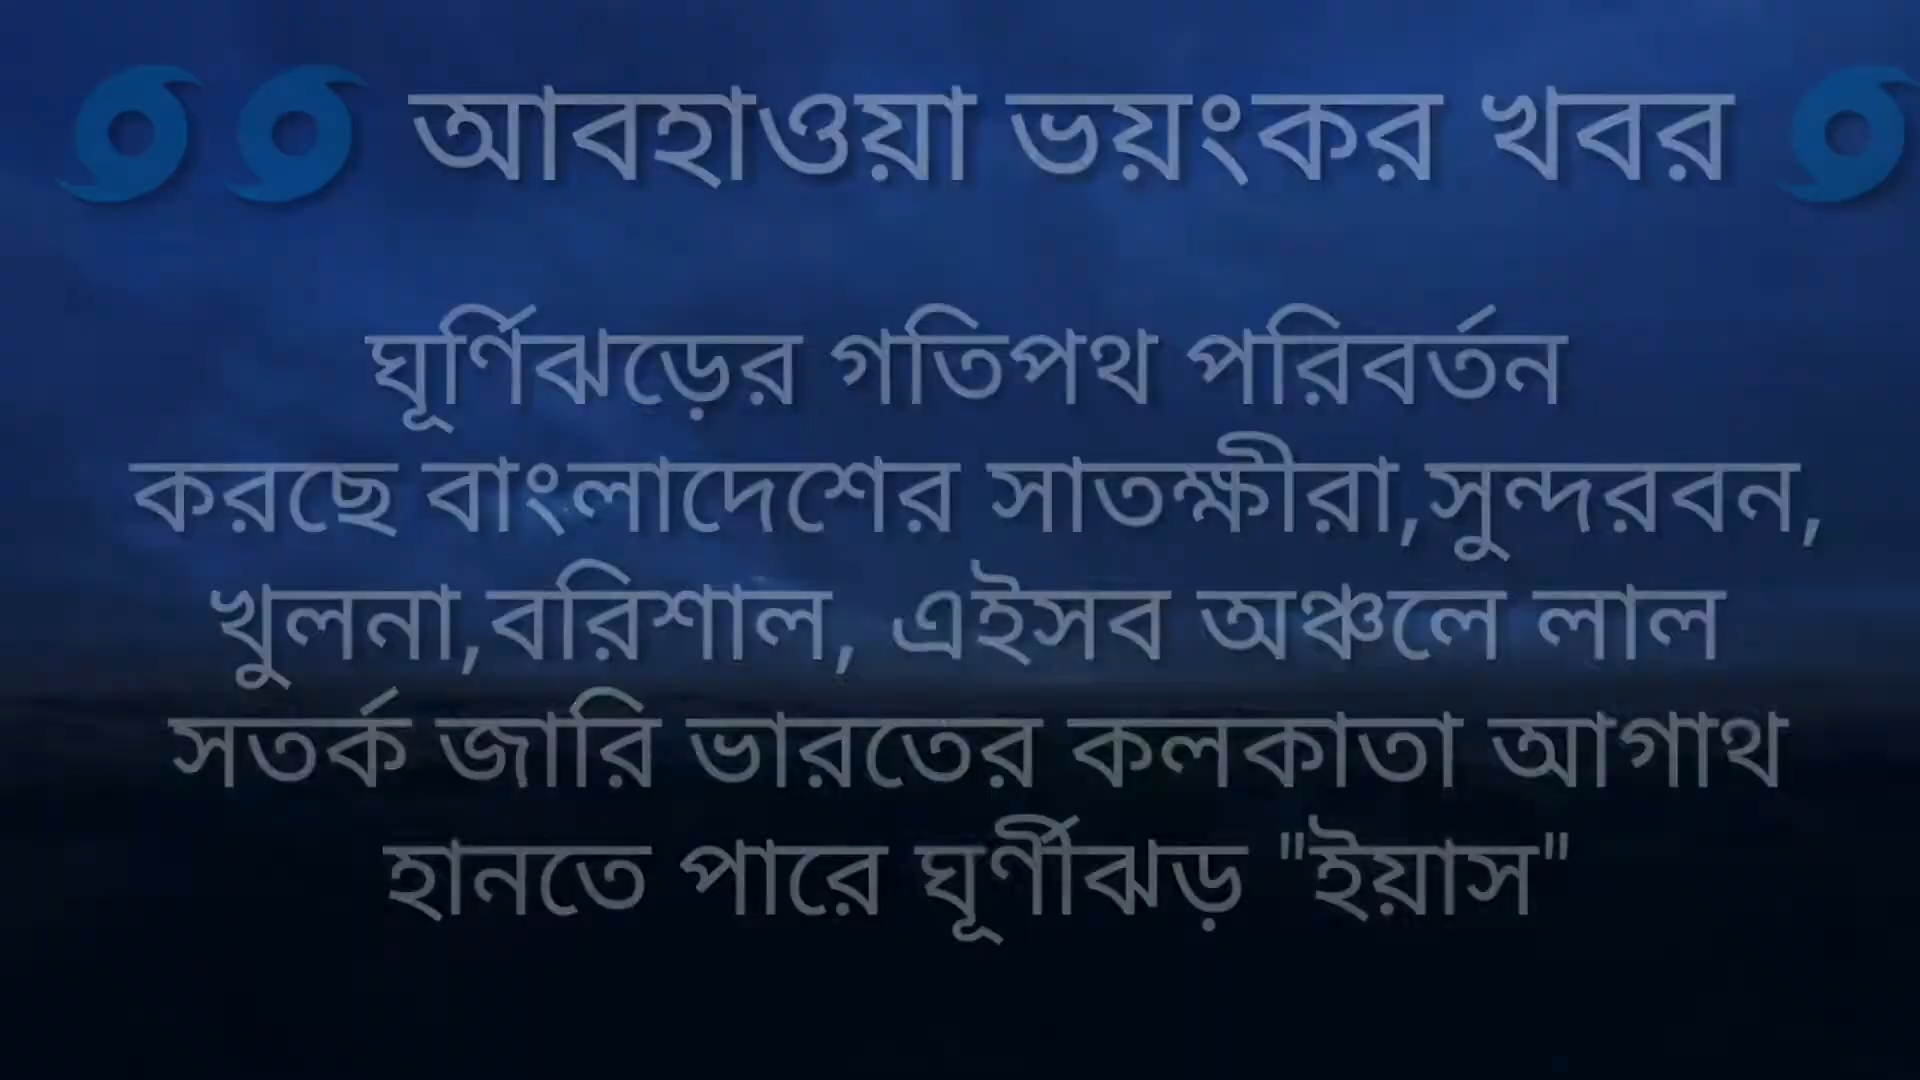 🌀🌀 আবহাওয়া ভয়ংকর খবর 🌀
ঘূর্ণিঝড়ের গতিপথ পরিবর্তন
করছে বাংলাদেশের সাতক্ষীরা,সুন্দরবন,
খুলনা,বরিশাল, এইসব অঞ্চলে লাল
সতর্ক জারি ভারতের কলকাতা আগাথ
হানতে পারে ঘূর্ণীঝড় "ইয়াস"